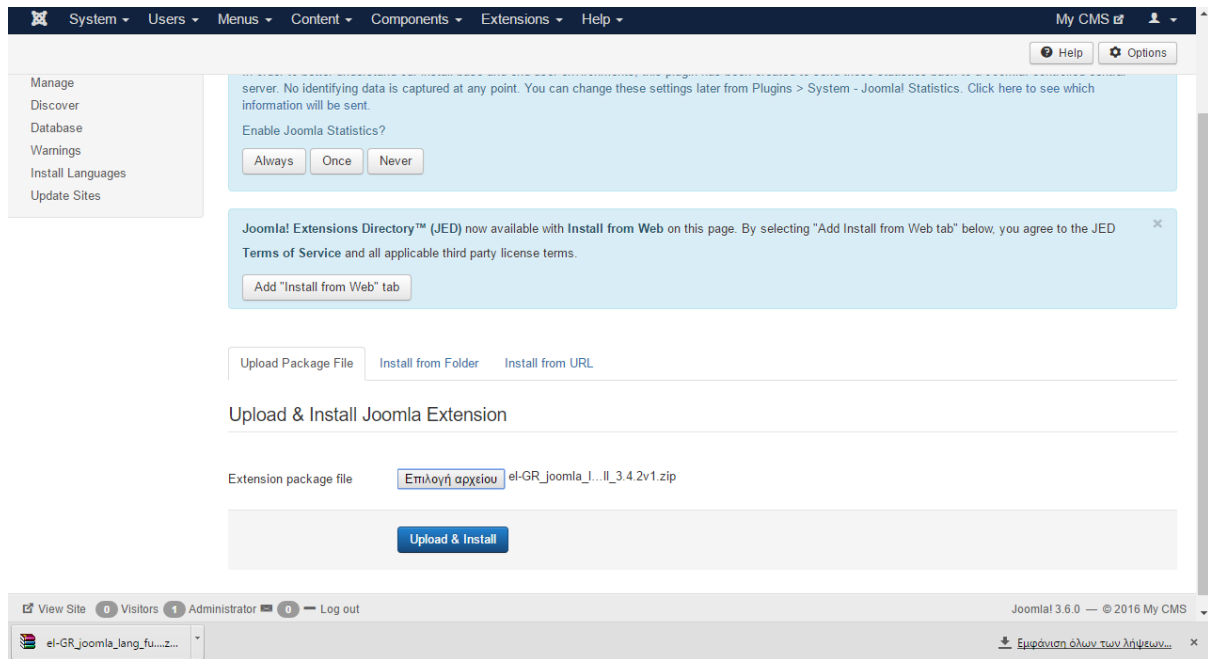 System Users Menus Content Components Extensions Help My CMS
Help Options
Manage
Discover
Database
Warnings
Install Languages
Update Sites
server. No identifying data is captured at any point. You can change these settings later from Plugins > System - Joomla! Statistics. Click here to see which
information will be sent.
Enable Joomla Statistics?
Always Once Never
Joomla! Extensions Directory™ (JED) now available with Install from Web on this page. By selecting "Add Install from Web tab" below, you agree to the JED
Terms of Service and all applicable third party license terms.
×
Add "Install from Web" tab
Upload Package File Install from Folder Install from URL
Upload & Install Joomla Extension
Extension package file Επιλογή αρχείου el-GR_joomla_l...ll_3.4.2v1.zip
Upload & Install
View Site 0 Visitors 1 Administrator 0 Log out Joomla! 3.6.0 — © 2016 My CMS
el-GR_joomla_lang_fu....z... Εμφάνιση όλων των λήψεων... ×